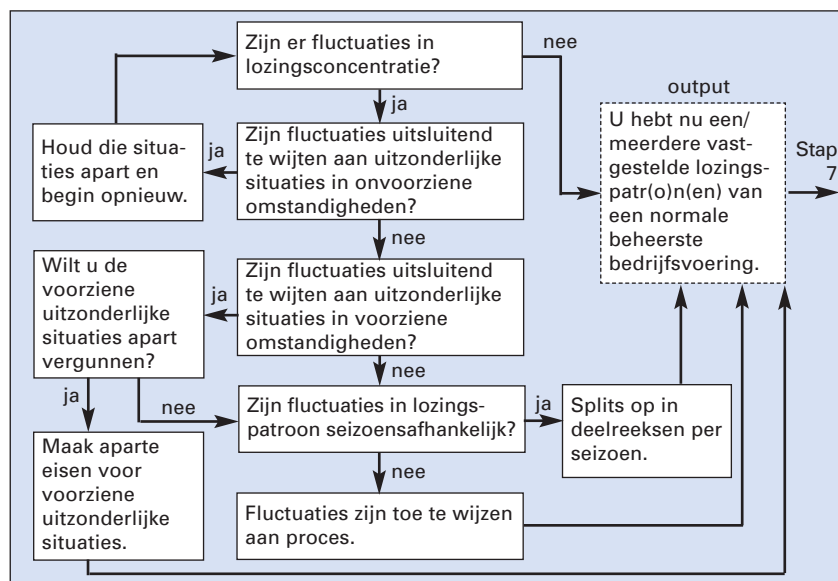 Zijn er fluctuaties in
lozingsconcentratie?
nee
ja
output
Houd die situa-
ties apart en
begin opnieuw.
ja
Zijn fluctuaties uitsluitend
te wijten aan uitzonderlijke
situaties in onvoorziene
omstandigheden?
nee
U hebt nu een/
meerdere vast-
gestelde lozings-
patr(o)n(en) van
een normale
beheerste
bedrijfsvoering.
Stap
7
Wilt u de
voorziene
uitzonderlijke
situaties apart
vergunnen?
ja
Zijn fluctuaties uitsluitend
te wijten aan uitzonderlijke
situaties in voorziene
omstandigheden?
nee
ja
nee
Zijn fluctuaties in lozings-
patroon seizoensafhankelijk?
ja
Splits op in
deelreeksen per
seizoen.
nee
Maak aparte
eisen voor
voorziene
uitzonderlijke
situaties.
Fluctuaties zijn toe te wijzen
aan proces.